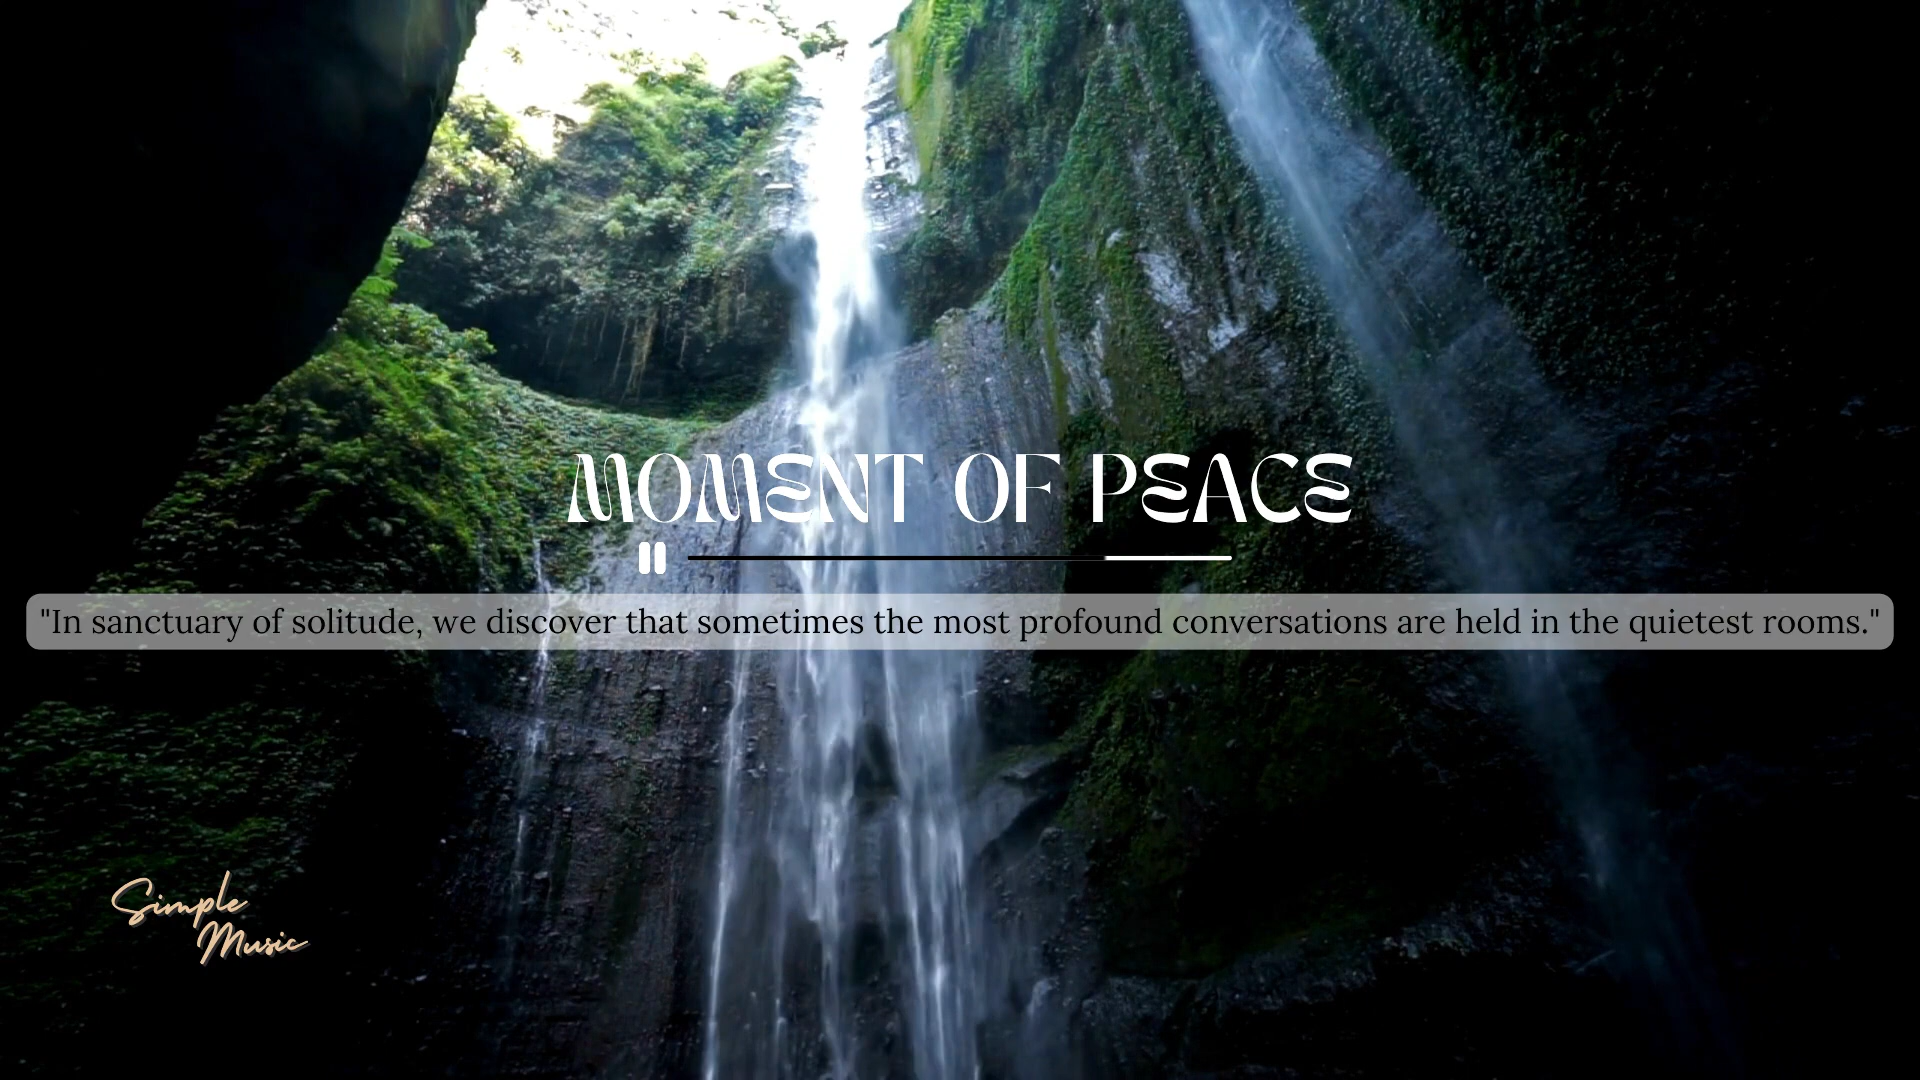 MOMENT OF PEACE
"In sanctuary of solitude, we discover that sometimes the most profound conversations are held in the quietest rooms."
Simple
Music